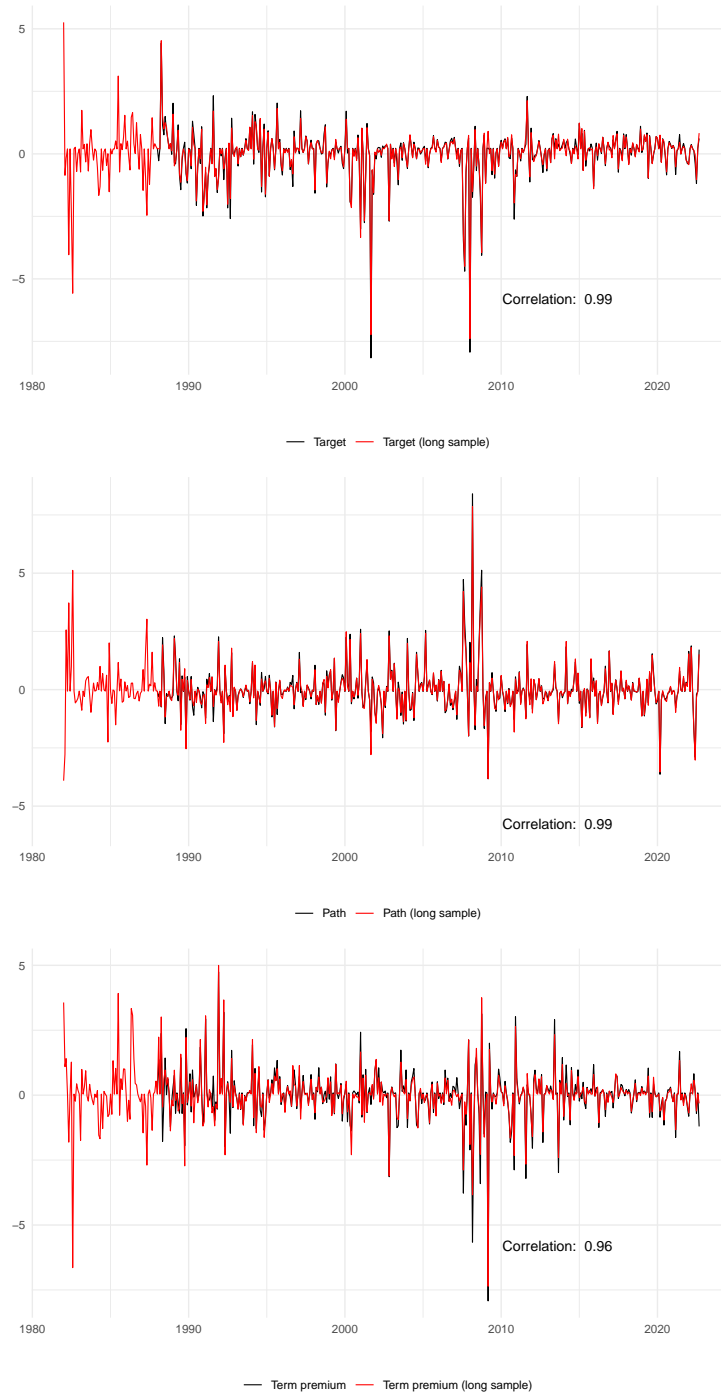 5
0
−5
Correlation: 0.99
1980 1990 2000 2010 2020
Target Target (long sample)
5
0
−5
Correlation: 0.99
1980 1990 2000 2010 2020
Path Path (long sample)
5
0
−5
Correlation: 0.96
1980 1990 2000 2010 2020
Term premium Term premium (long sample)